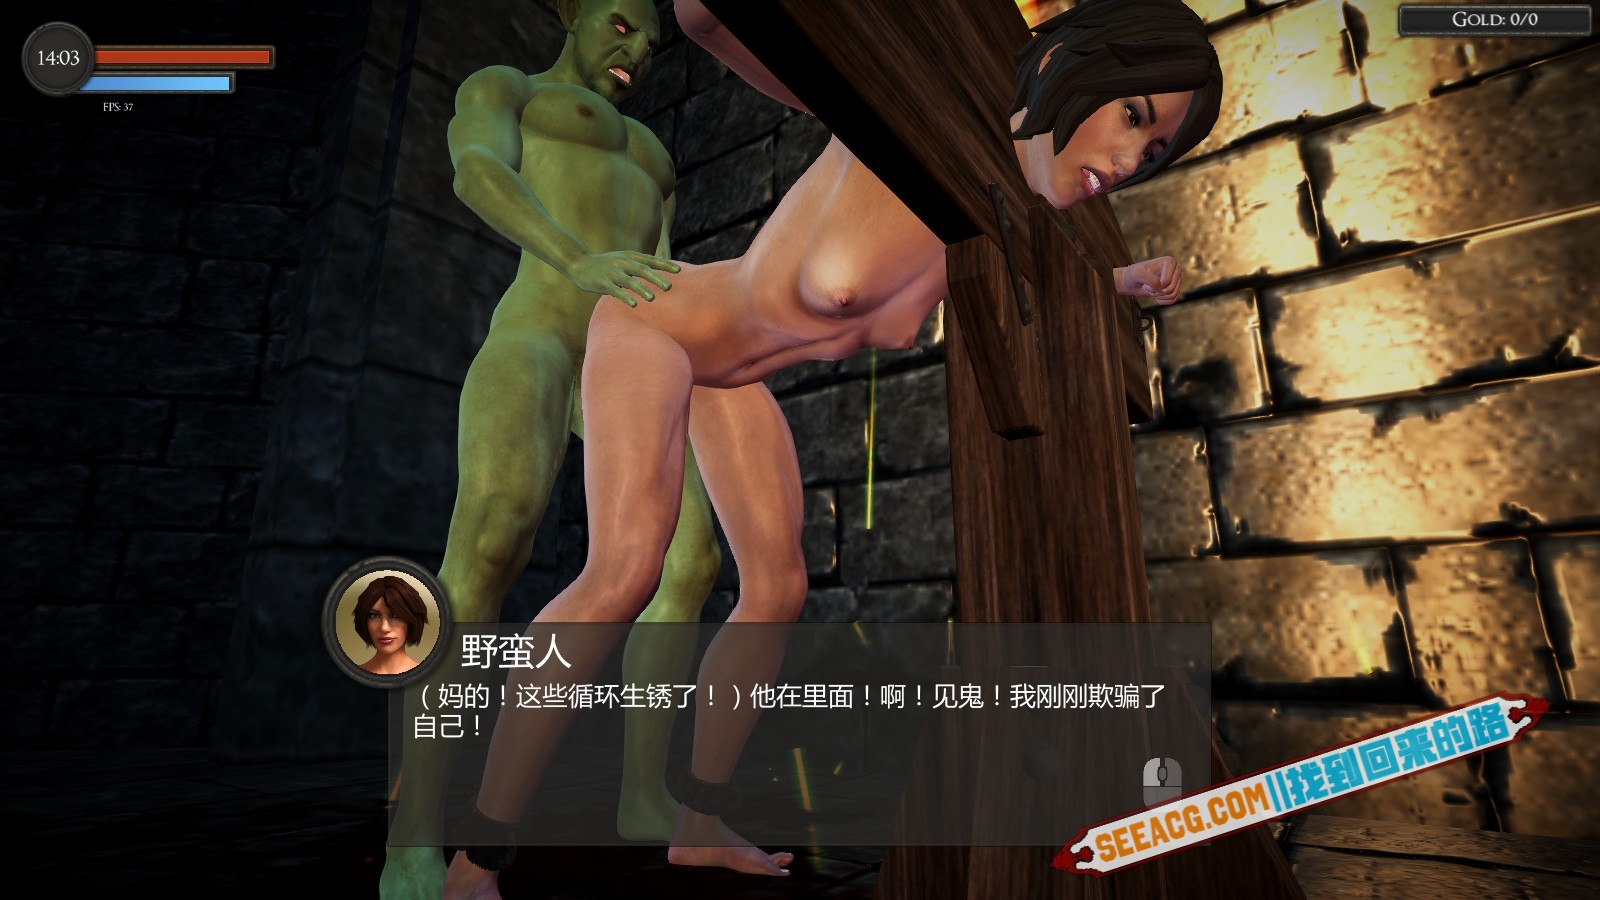 14:03
GOLD: 0/0
FPS: 37
野蛮人
（妈的！这些循环生锈了！）他在里面！啊！见鬼！我刚刚欺骗了
自己！
SEEACG.COM||找到回来的路